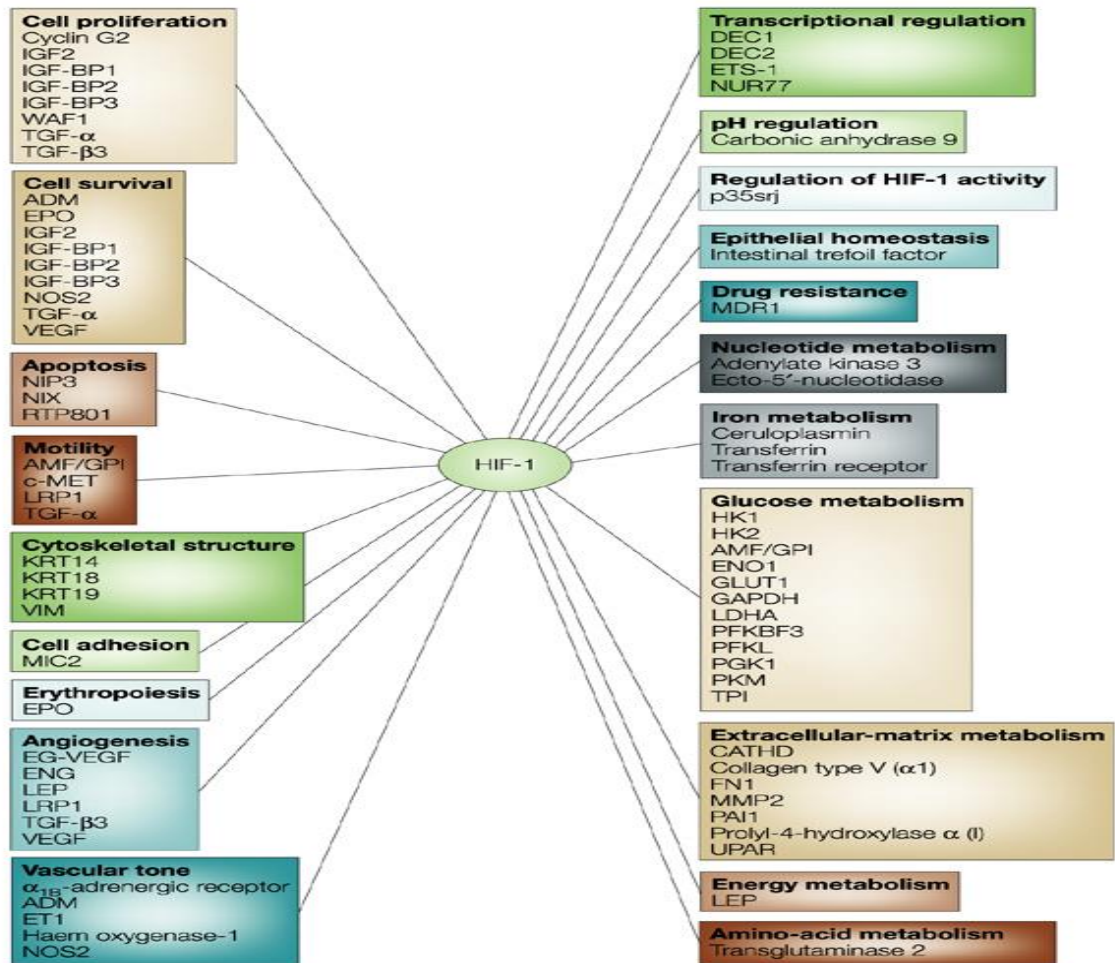 Cell proliferation
Cyclin G2
IGF2
IGF-BP1
IGF-BP2
IGF-BP3
WAF1
TGF-α
TGF-β3
Cell survival
ADM
EPO
IGF2
IGF-BP1
IGF-BP2
IGF-BP3
NOS2
TGF-α
VEGF
Apoptosis
NIP3
NIX
RTP801
Motility
AMF/GPI
c-MET
LRP1
TGF-α
Cytoskeletal structure
KRT14
KRT18
KRT19
VIM
Cell adhesion
MIC2
Erythropoiesis
EPO
Angiogenesis
EG-VEGF
ENG
LEP
LRP1
TGF-β3
VEGF
Vascular tone
α1B-adrenergic receptor
ADM
ET1
Haem oxygenase-1
NOS2
HIF-1
Transcriptional regulation
DEC1
DEC2
ETS-1
NUR77
pH regulation
Carbonic anhydrase 9
Regulation of HIF-1 activity
p35srj
Epithelial homeostasis
Intestinal trefoil factor
Drug resistance
MDR1
Nucleotide metabolism
Adenylate kinase 3
Ecto-5′-nucleotidase
Iron metabolism
Ceruloplasmin
Transferrin
Transferrin receptor
Glucose metabolism
HK1
HK2
AMF/GPI
ENO1
GLUT1
GAPDH
LDHA
PFKBF3
PFKL
PGK1
PKM
TPI
Extracellular-matrix metabolism
CATHD
Collagen type V (α1)
FN1
MMP2
PAI1
Prolyl-4-hydroxylase α (I)
UPAR
Energy metabolism
LEP
Amino-acid metabolism
Transglutaminase 2